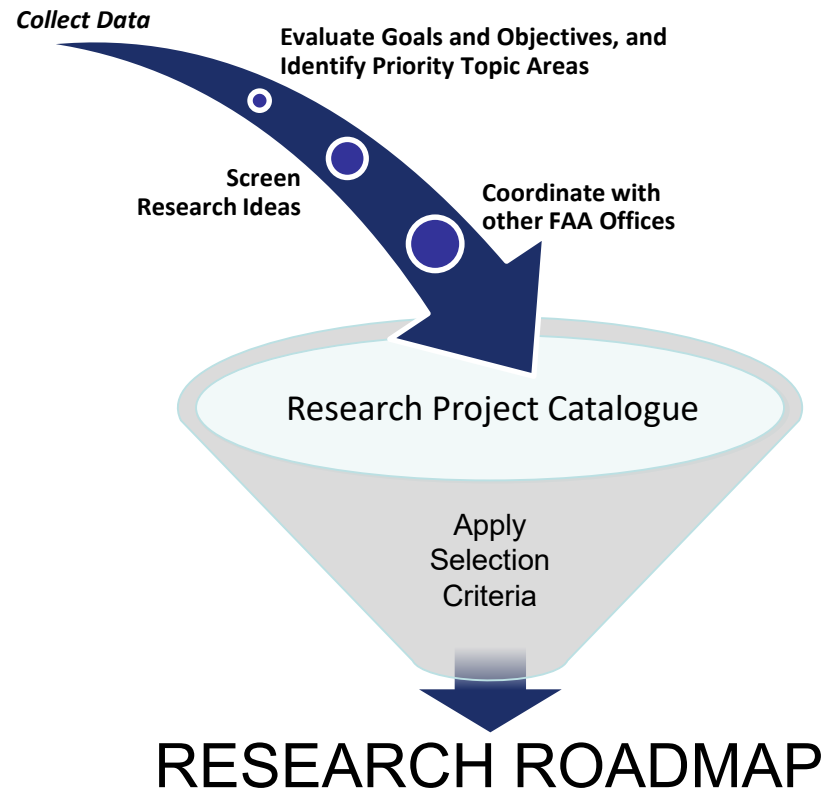 Collect Data
Evaluate Goals and Objectives, and
Identify Priority Topic Areas
Screen
Research Ideas
Coordinate with
other FAA Offices
Research Project Catalogue
Apply
Selection
Criteria
RESEARCH ROADMAP